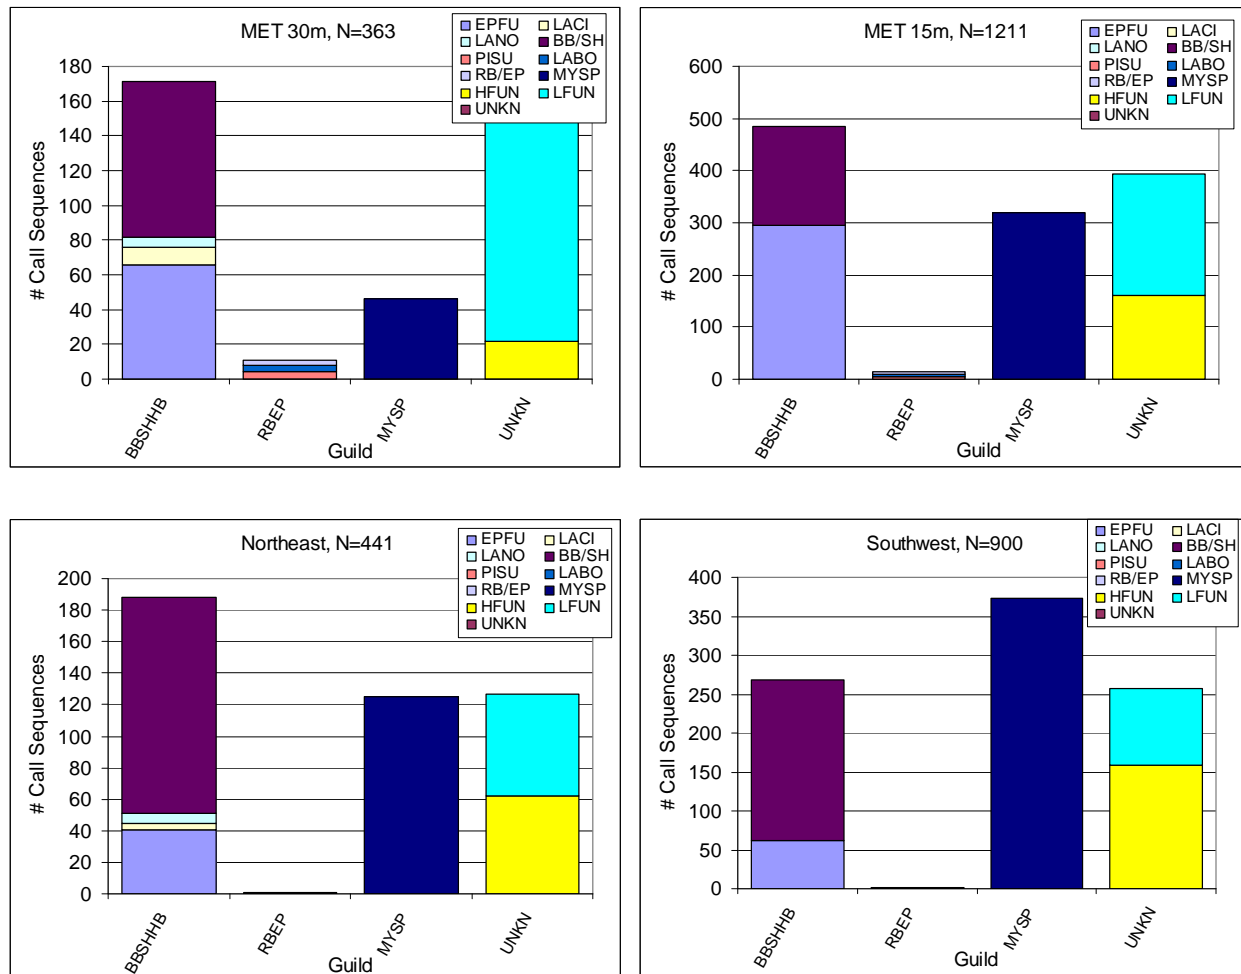 MET 30m, N=363
EPFU LACI
LANO BB/SH
PISU LABO
RB/EP MYSP
HFUN LFUN
UNKN
# Call Sequences
180
160
140
120
100
80
60
40
20
0
BBSHHB RBEP MYSP UNKN
Guild
MET 15m, N=1211
EPFU LACI
LANO BB/SH
PISU LABO
RB/EP MYSP
HFUN LFUN
UNKN
# Call Sequences
600
500
400
300
200
100
0
BBSHHB RBEP MYSP UNKN
Guild
Northeast, N=441
EPFU LACI
LANO BB/SH
PISU LABO
RB/EP MYSP
HFUN LFUN
UNKN
# Call Sequences
200
180
160
140
120
100
80
60
40
20
0
BBSHHB RBEP MYSP UNKN
Guild
Southwest, N=900
EPFU LACI
LANO BB/SH
PISU LABO
RB/EP MYSP
HFUN LFUN
UNKN
# Call Sequences
400
350
300
250
200
150
100
50
0
BBSHHB RBEP MYSP UNKN
Guild